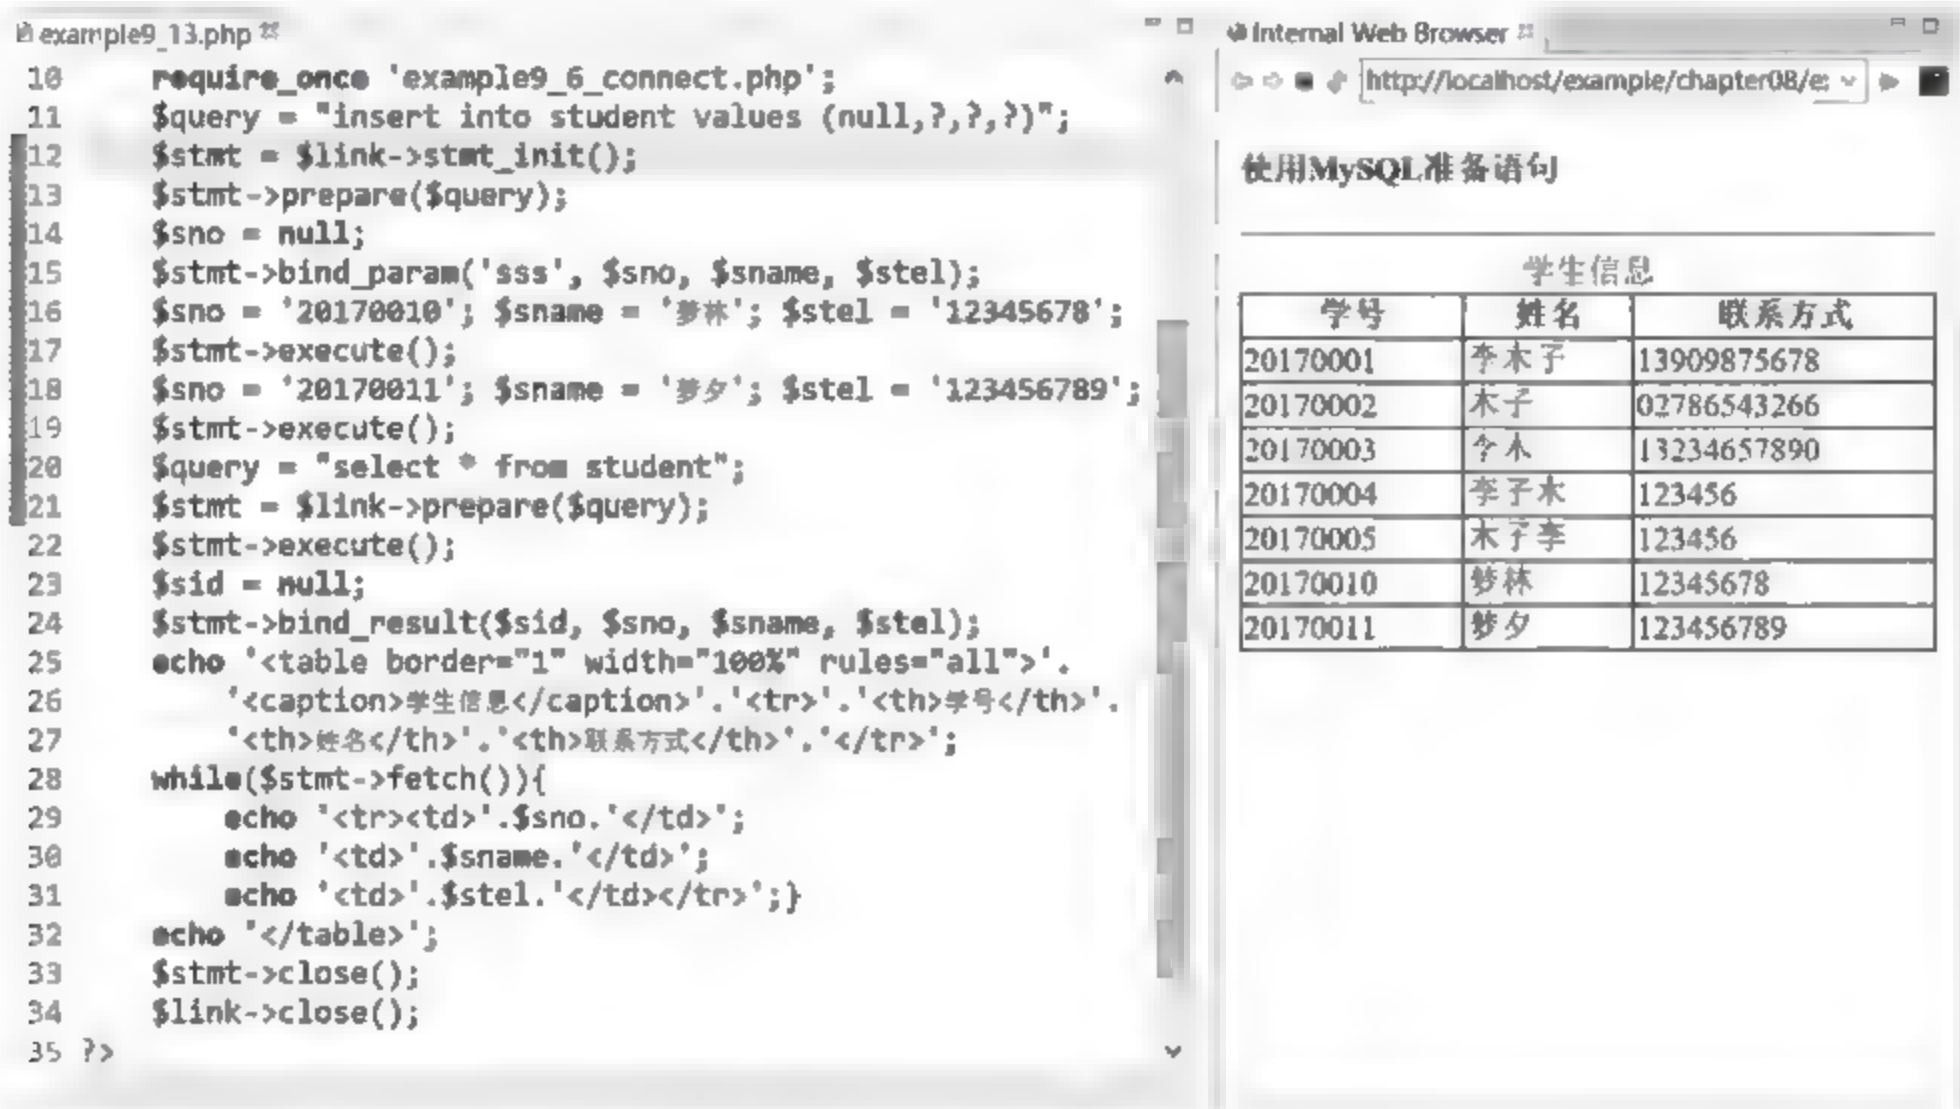 example9_13.php
10 require_once 'example9_6_connect.php';
11 $query = "insert into student values (null,?,?,?)";
12 $stmt = $link->stmt_init();
13 $stmt->prepare($query);
14 $sno = null;
15 $stmt->bind_param('sss', $sno, $sname, $stel);
16 $sno = '20170010'; $sname = '梦林'; $stel = '12345678';
17 $stmt->execute();
18 $sno = '20170011'; $sname = '梦夕'; $stel = '123456789';
19 $stmt->execute();
20 $query = "select * from student";
21 $stmt = $link->prepare($query);
22 $stmt->execute();
23 $sid = null;
24 $stmt->bind_result($sid, $sno, $sname, $stel);
25 echo '<table border="1" width="100%" rules="all">'.
26 '<caption>学生信息</caption>'.'<tr>'.'<th>学号</th>'.
27 '<th>姓名</th>'.'<th>联系方式</th>'.'</tr>';
28 while($stmt->fetch()){
29 echo '<tr><td>'.$sno.'</td>';
30 echo '<td>'.$sname.'</td>';
31 echo '<td>'.$stel.'</td></tr>';}
32 echo '</table>';
33 $stmt->close();
34 $link->close();
35 ?>
Internal Web Browser
http://localhost/example/chapter08/e
使用MySQL准备语句
学生信息
学号 姓名 联系方式
20170001 李木子 13909875678
20170002 木子 02786543266
20170003 13234657890
20170004 李子木 123456
20170005 木子李 123456
20170010 梦林 12345678
20170011 梦夕 123456789